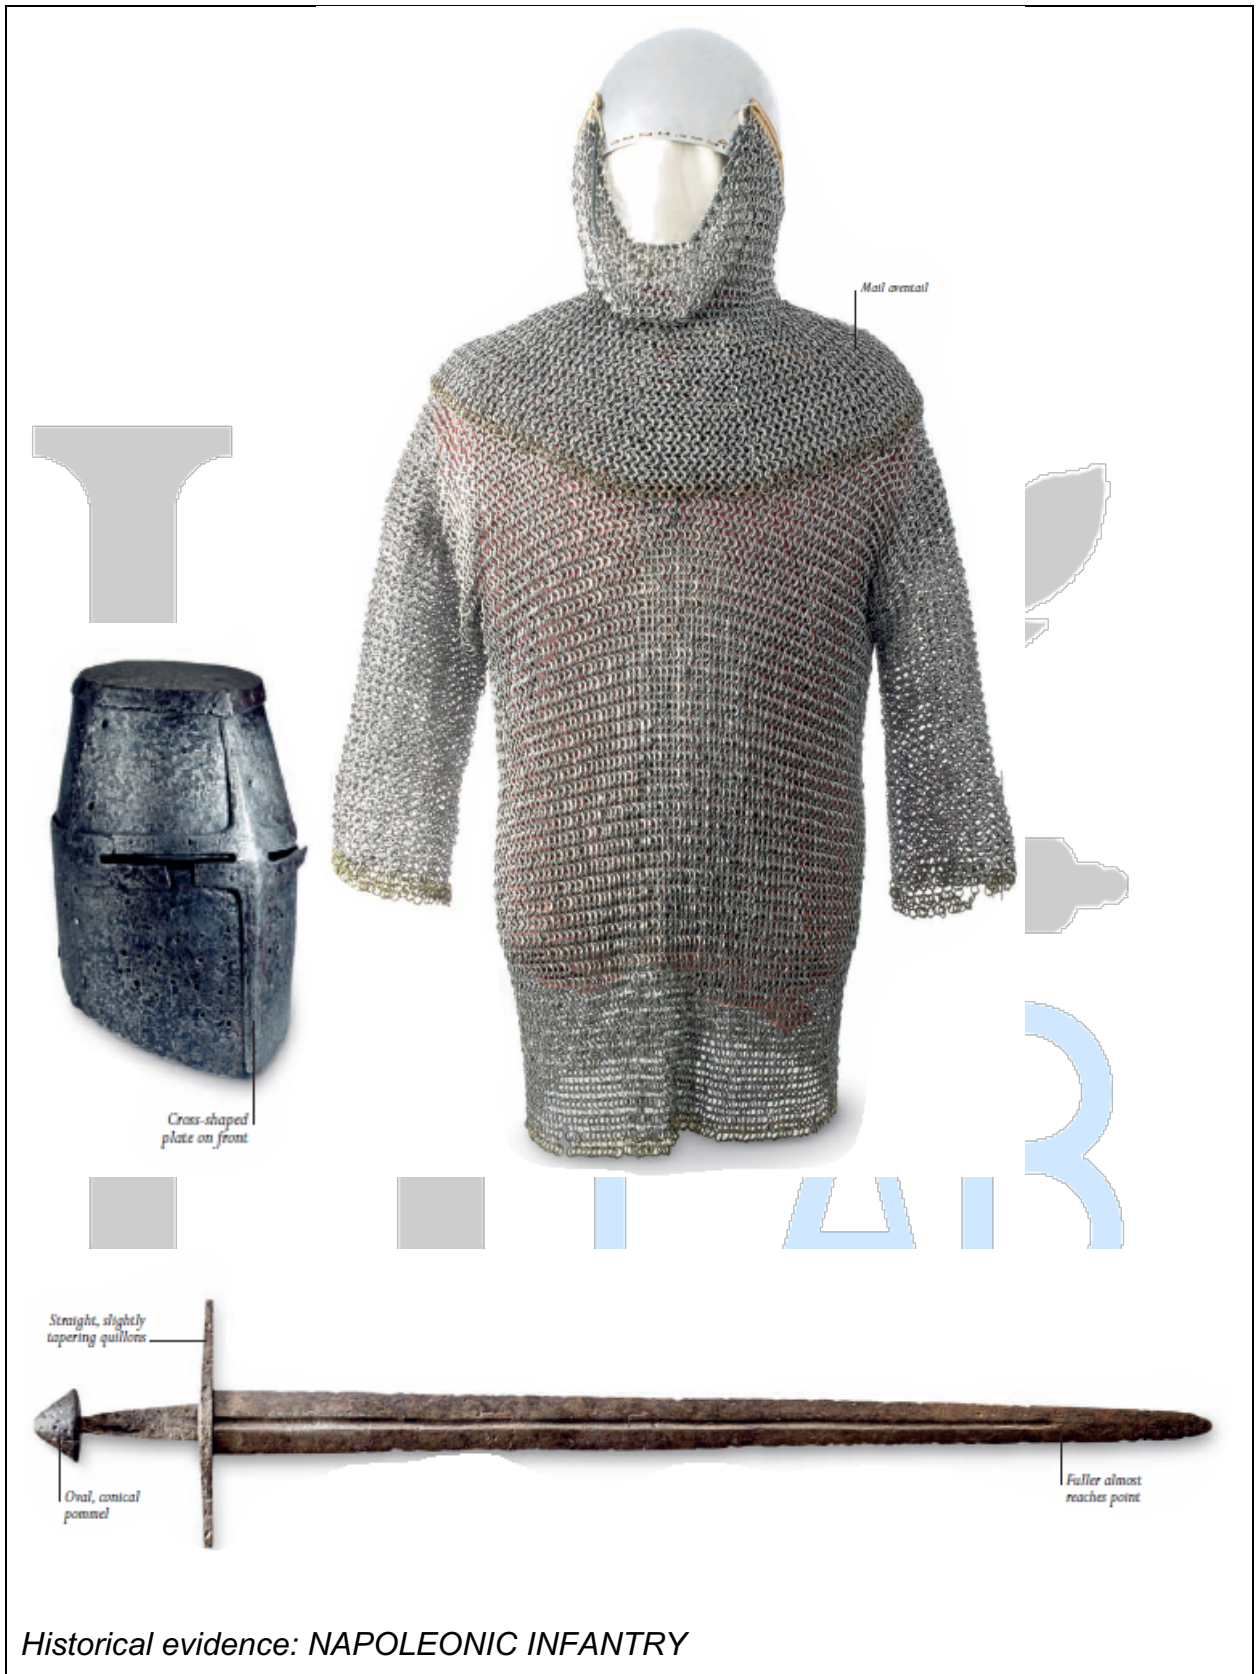 Mail aventail
Cross-shaped
plate on front
Straight, slightly
tapering quillons
Oval, conical
pommel
Fuller almost
reaches point
Historical evidence: NAPOLEONIC INFANTRY